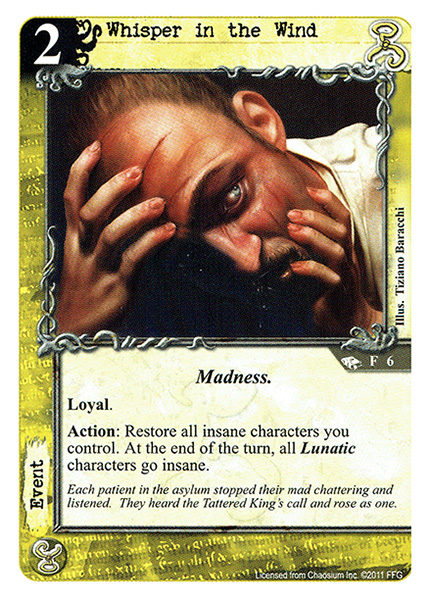 2
Whisper in the Wind
Illus. Tiziano Baracchi
F 6
Madness.
Loyal.
Action: Restore all insane characters you
control. At the end of the turn, all Lunatic
characters go insane.
Each patient in the asylum stopped their mad chattering and
listened. They heard the Tattered King's call and rose as one.
Event
Licensed from Chaosium Inc. ©2011 FFG